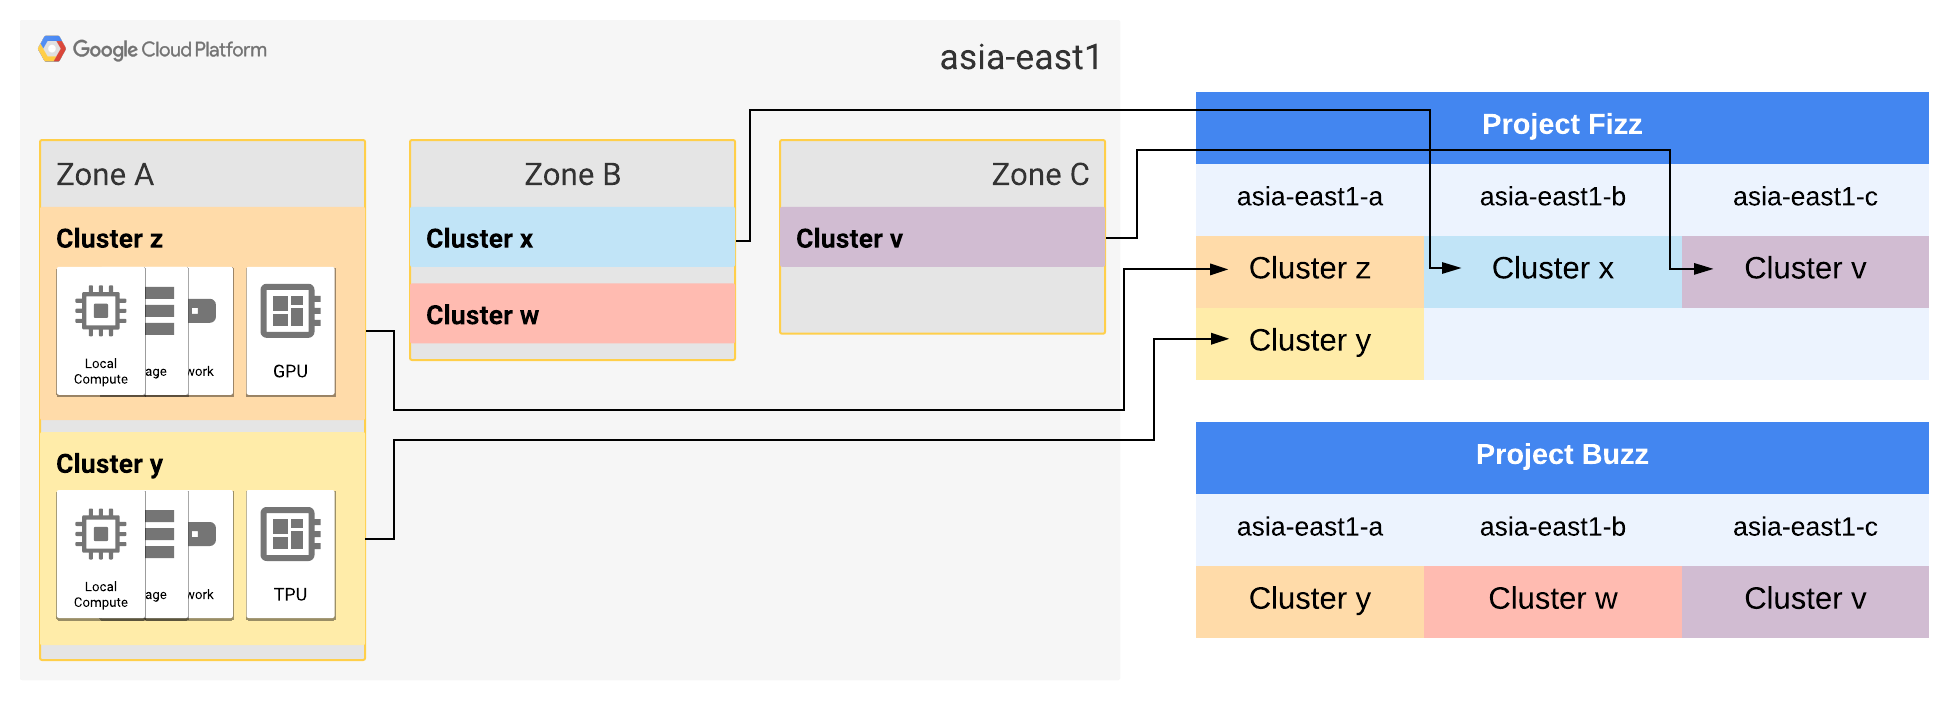 Google Cloud Platform
asia-east1
Zone A
Cluster z
Local
Compute
age
work
GPU
Cluster y
Local
Compute
age
work
TPU
Zone B
Cluster x
Cluster w
Zone C
Cluster v
Project Fizz
asia-east1-a asia-east1-b asia-east1-c
Cluster z Cluster x Cluster v
Cluster y
Project Buzz
asia-east1-a asia-east1-b asia-east1-c
Cluster y Cluster w Cluster v